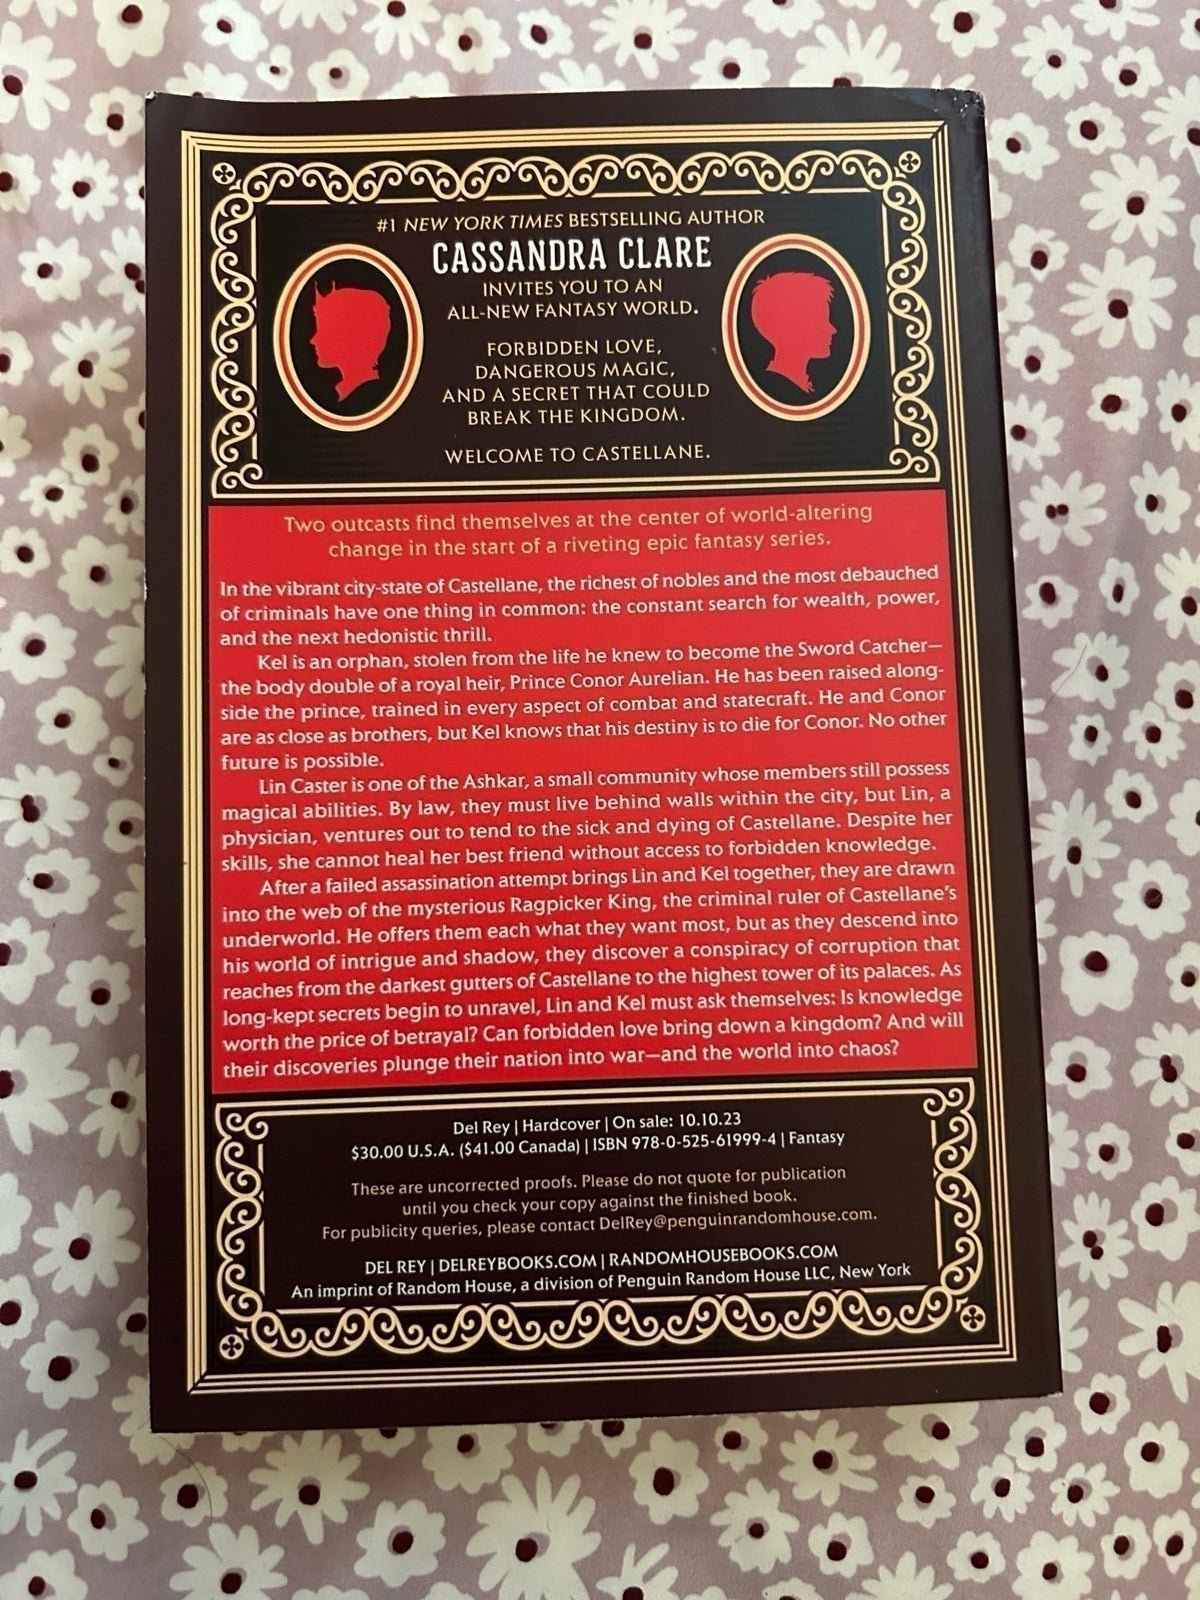 #1 NEW YORK TIMES BESTSELLING AUTHOR
CASSANDRA CLARE
INVITES YOU TO AN
ALL-NEW FANTASY WORLD.
FORBIDDEN LOVE,
DANGEROUS MAGIC,
AND A SECRET THAT COULD
BREAK THE KINGDOM.
WELCOME TO CASTELLANE.
Two outcasts find themselves at the center of world-altering
change in the start of a riveting epic fantasy series.
In the vibrant city-state of Castellane, the richest of nobles and the most debauched
of criminals have one thing in common: the constant search for wealth, power,
and the next hedonistic thrill.
Kel is an orphan, stolen from the life he knew to become the Sword Catcher—
the body double of a royal heir, Prince Conor Aurelian. He has been raised along-
side the prince, trained in every aspect of combat and statecraft. He and Conor
are as close as brothers, but Kel knows that his destiny is to die for Conor. No other
future is possible.
Lin Caster is one of the Ashkar, a small community whose members still possess
magical abilities. By law, they must live behind walls within the city, but Lin, a
physician, ventures out to tend to the sick and dying of Castellane. Despite her
skills, she cannot heal her best friend without access to forbidden knowledge.
After a failed assassination attempt brings Lin and Kel together, they are drawn
into the web of the mysterious Ragpicker King, the criminal ruler of Castellane's
underworld. He offers them each what they want most, but as they descend into
his world of intrigue and shadow, they discover a conspiracy of corruption that
reaches from the darkest gutters of Castellane to the highest tower of its palaces. As
long-kept secrets begin to unravel, Lin and Kel must ask themselves: Is knowledge
worth the price of betrayal? Can forbidden love bring down a kingdom? And will
their discoveries plunge their nation into war—and the world into chaos?
Del Rey | Hardcover | On sale: 10.10.23
$30.00 U.S.A. ($41.00 Canada) | ISBN 978-0-525-61999-4 | Fantasy
These are uncorrected proofs. Please do not quote for publication
until you check your copy against the finished book.
For publicity queries, please contact DelRey@penguinrandomhouse.com.
DEL REY | DELREYBOOKS.COM | RANDOMHOUSEBOOKS.COM
An imprint of Random House, a division of Penguin Random House LLC, New York